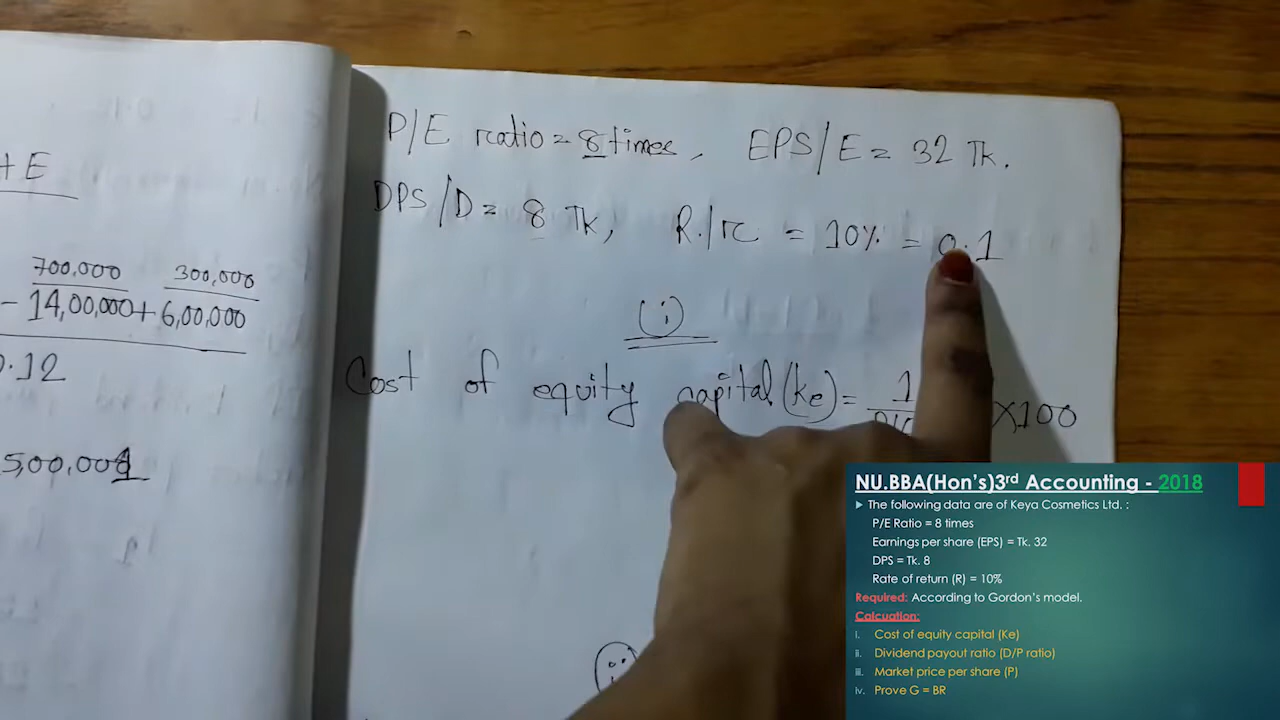 + E
700,000 300,000
- 14,00,000 + 6,00,000
0.12
5,00,000
P/E ratio = 8 times, EPS/E = 32 Tk.
DPS/D = 8 Tk, R./rc = 10% = 0.1
(i)
Cost of equity capital (ke) = 1 ×100
NU.BBA(Hon's)3rd Accounting - 2018
The following data are of Keya Cosmetics Ltd. :
P/E Ratio = 8 times
Earnings per share (EPS) = Tk. 32
DPS = Tk. 8
Rate of return (R) = 10%
Required: According to Gordon's model.
Calcuation:
i. Cost of equity capital (Ke)
ii. Dividend payout ratio (D/P ratio)
iii. Market price per share (P)
iv. Prove G = BR